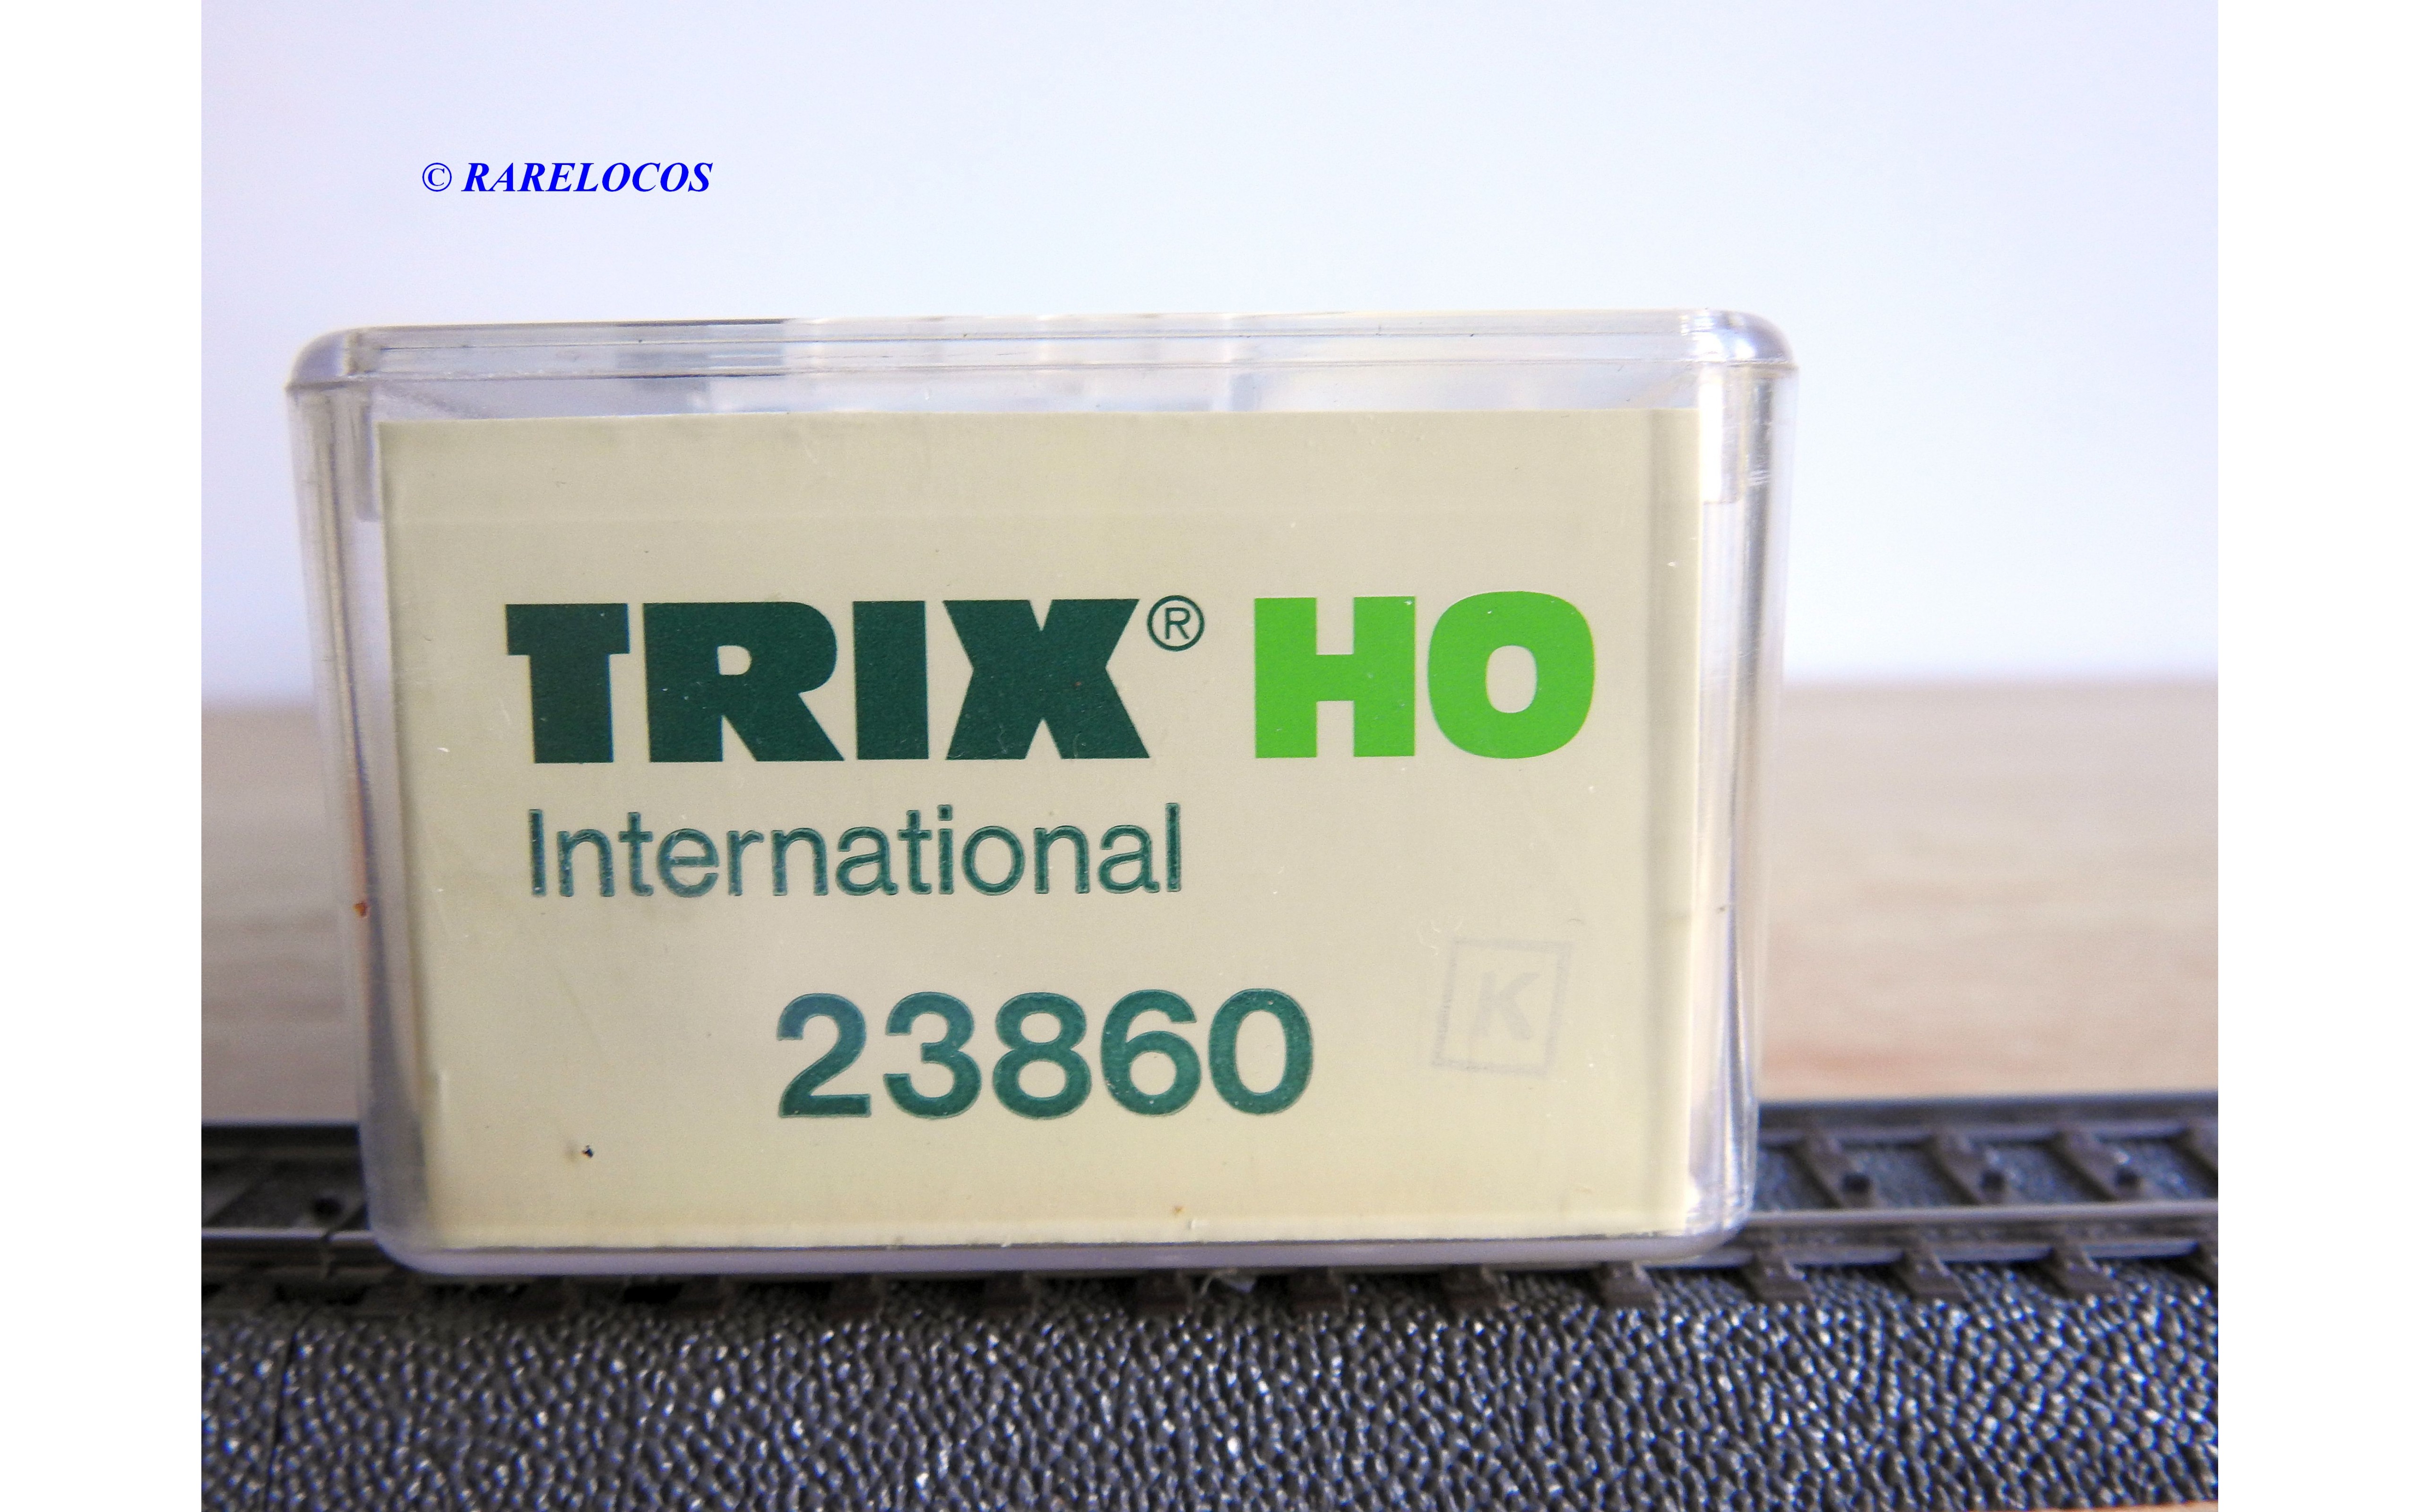 © RARELOCOS
TRIX® HO
International
K
23860